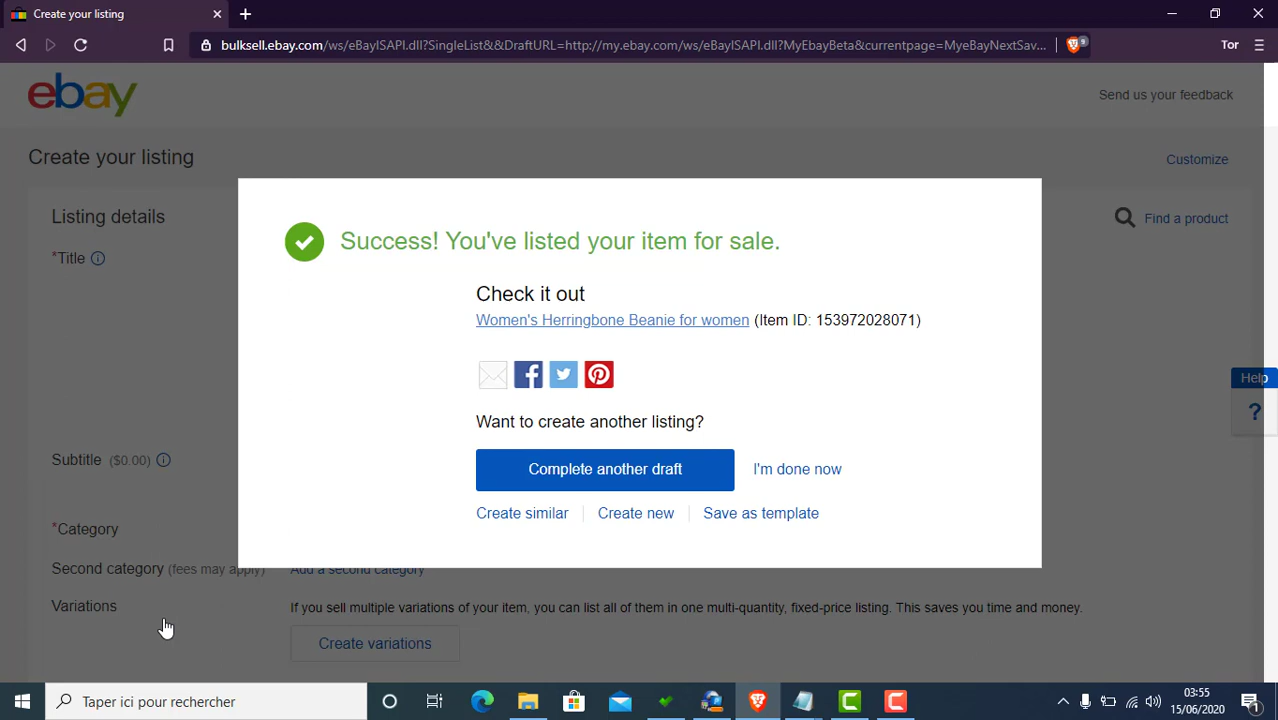 Create your listing
bulksell.ebay.com/ws/eBayISAPI.dll?SingleList&&DraftURL=http://my.ebay.com/ws/eBayISAPI.dll?MyEbayBeta&currentpage=MyeBayNextSav...
9
Tor
ebay
Send us your feedback
Create your listing
Customize
Listing details
Find a product
*Title
Success! You've listed your item for sale.
Check it out
Women's Herringbone Beanie for women (Item ID: 153972028071)
Help
?
Want to create another listing?
Subtitle ($0.00)
Complete another draft
I'm done now
Create similar
Create new
Save as template
*Category
Second category (fees may apply)
Add a second category
Variations
If you sell multiple variations of your item, you can list all of them in one multi-quantity, fixed-price listing. This saves you time and money.
Create variations
Taper ici pour rechercher
03:55
15/06/2020
1